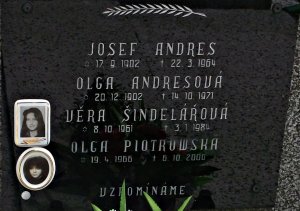 JOSEF ANDRES
☆ 17. 9. 1902 † 22. 3. 1964
OLGA ANDRESOVÁ
☆ 20. 12. 1902 † 14. 10. 1971
VĚRA ŠINDELÁŘOVÁ
☆ 8. 10. 1961 † 3. 1. 1984
OLGA PIOTROWSKA
☆ 19. 4. 1966 † 6. 10. 2000
VZPOMÍNÁME